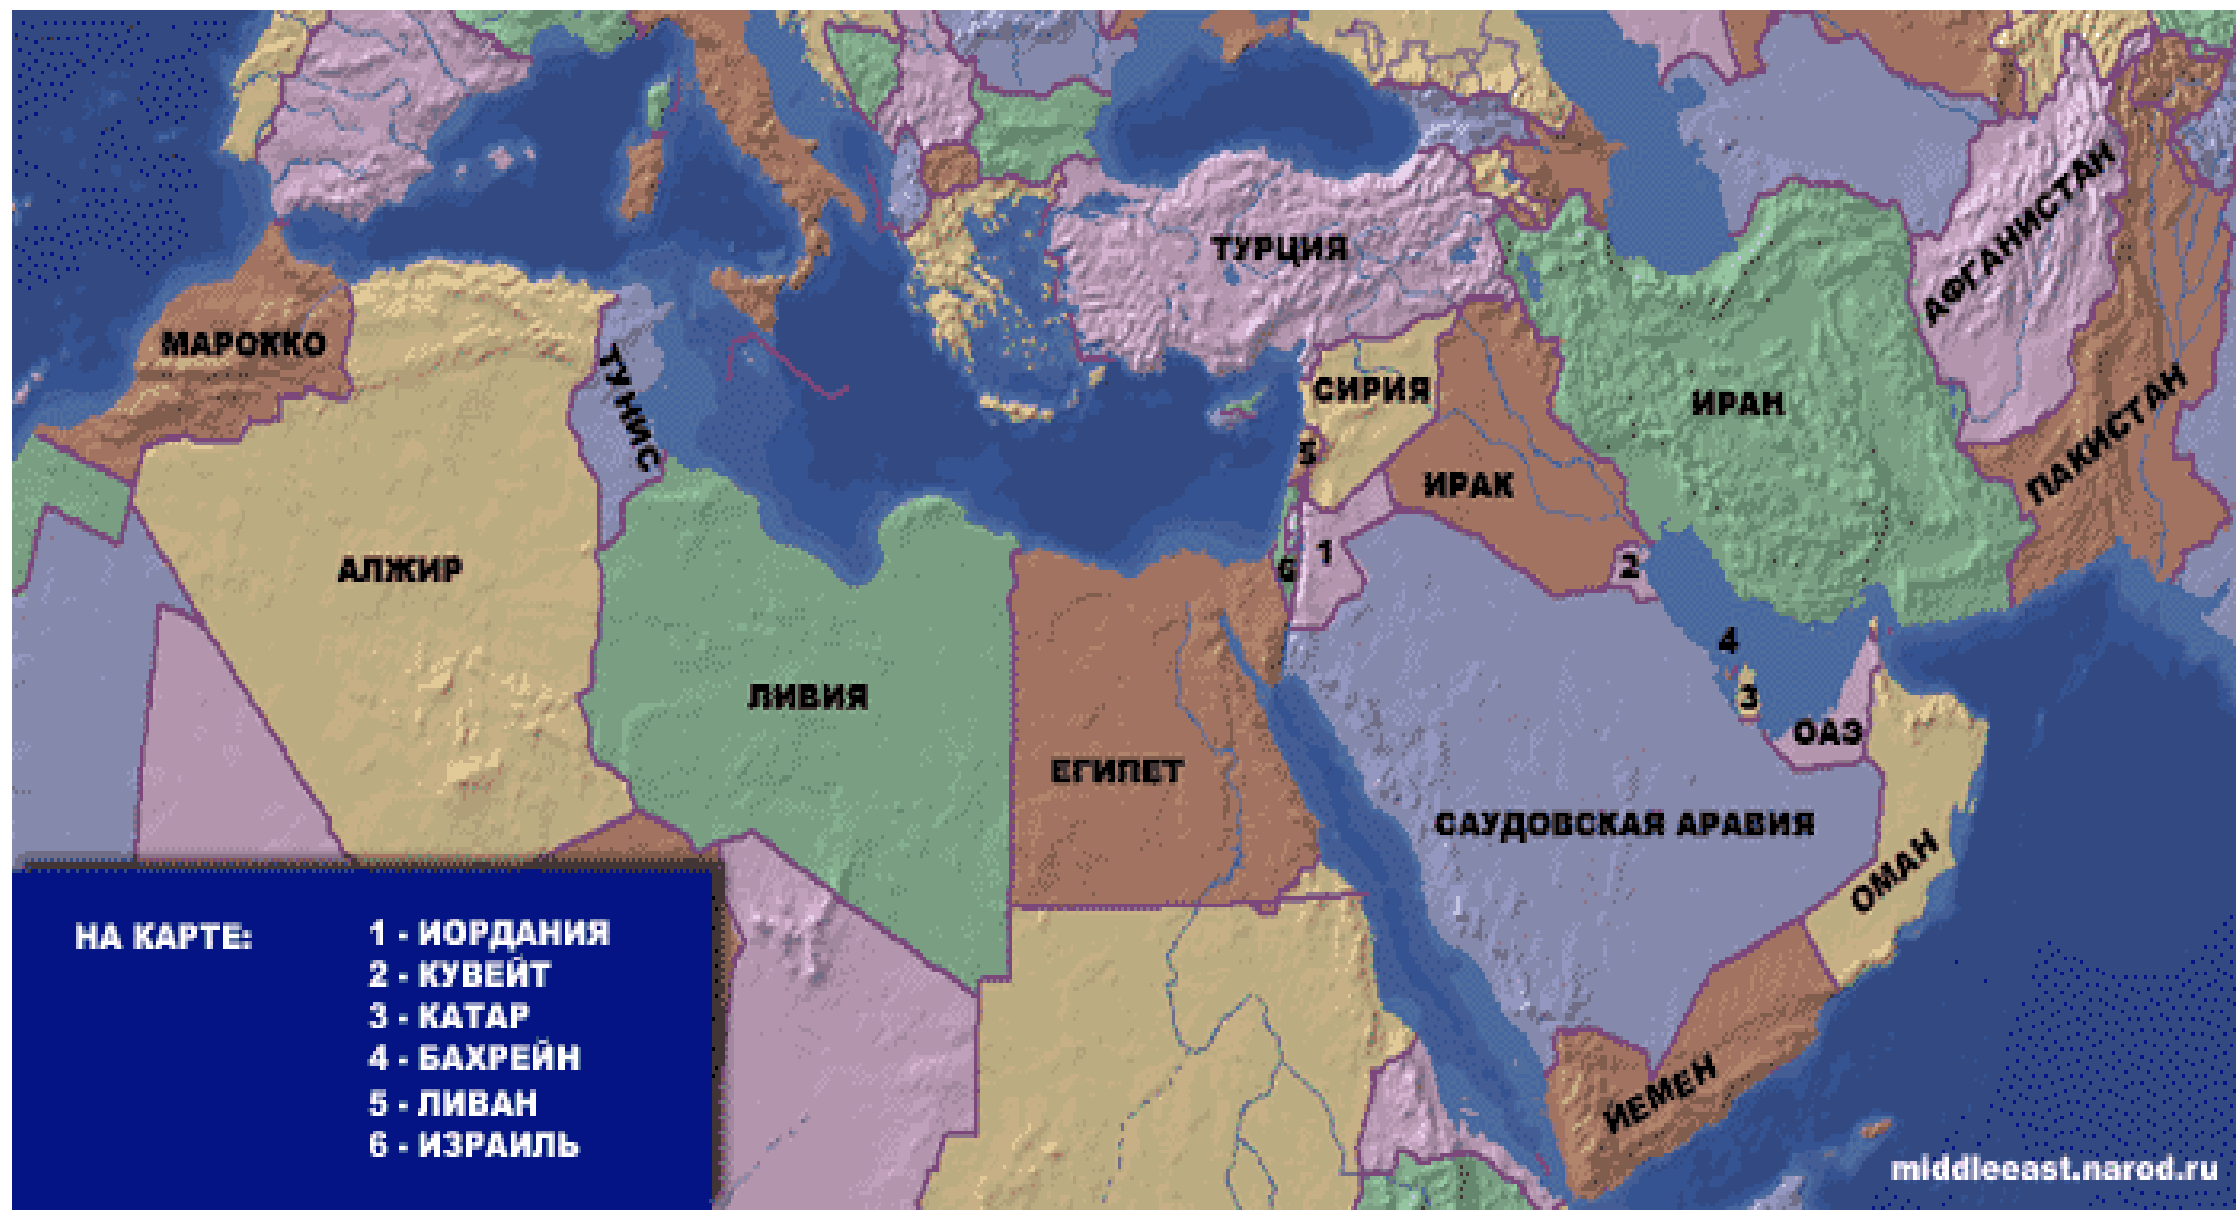 ТУРЦИЯ
АФГАНИСТАН
МАРОККО
ТУНИС
СИРИЯ
ИРАН
ПАКИСТАН
5
ИРАК
АЛЖИР
6
1
2
4
ЛИВИЯ
3
ОАЗ
ЕГИПЕТ
САУДОВСКАЯ АРАВИЯ
ОМАН
ЙЕМЕН
НА КАРТЕ:
1 - ИОРДАНИЯ
2 - КУВЕЙТ
3 - КАТАР
4 - БАХРЕЙН
5 - ЛИВАН
6 - ИЗРАИЛЬ
middleeast.narod.ru